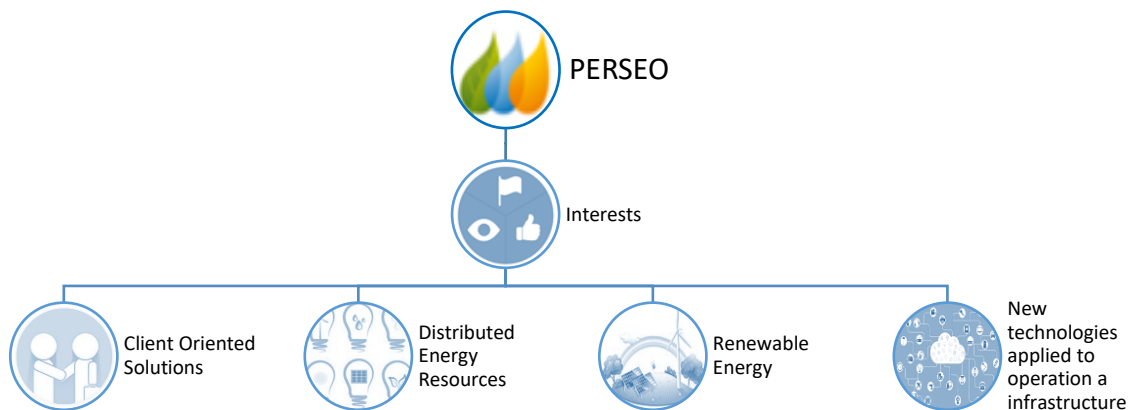 PERSEO
Interests
Client Oriented
Solutions
Distributed
Energy
Resources
Renewable
Energy
New
technologies
applied to
operation a
infrastructure